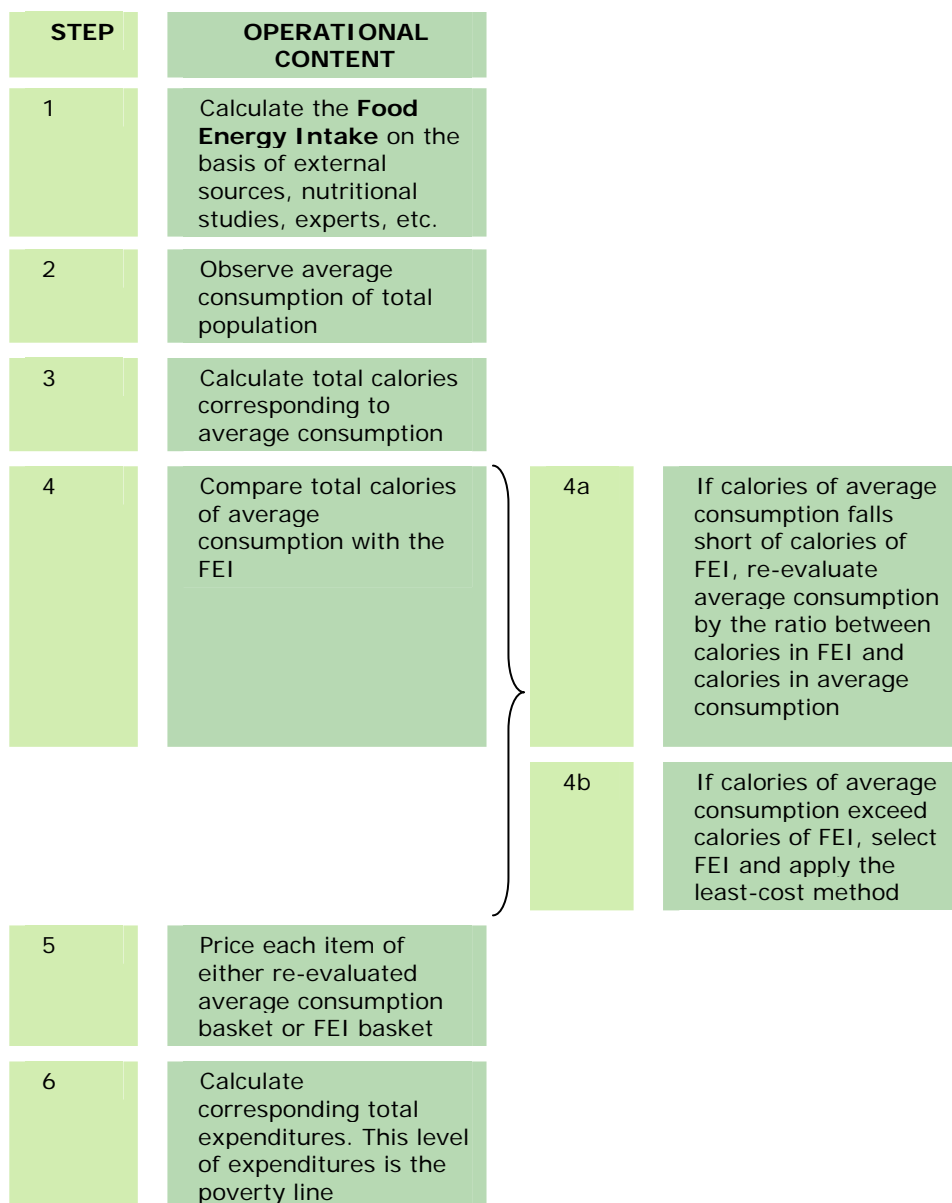 STEP
OPERATIONAL
CONTENT
1
Calculate the Food
Energy Intake on the
basis of external
sources, nutritional
studies, experts, etc.
2
Observe average
consumption of total
population
3
Calculate total calories
corresponding to
average consumption
4
Compare total calories
of average
consumption with the
FEI
4a
If calories of average
consumption falls
short of calories of
FEI, re-evaluate
average consumption
by the ratio between
calories in FEI and
calories in average
consumption
4b
If calories of average
consumption exceed
calories of FEI, select
FEI and apply the
least-cost method
5
Price each item of
either re-evaluated
average consumption
basket or FEI basket
6
Calculate
corresponding total
expenditures. This level
of expenditures is the
poverty line